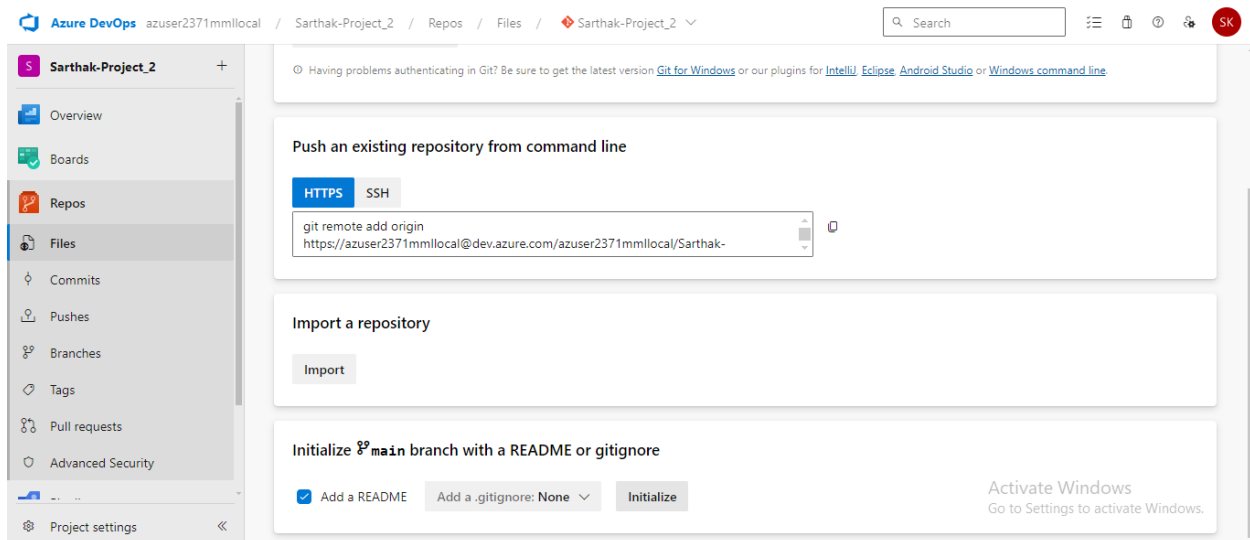 Azure DevOps azuser2371mmllocal / Sarthak-Project_2 / Repos / Files / Sarthak-Project_2
Search
SK
S Sarthak-Project_2 +
Overview
Boards
Repos
Files
Commits
Pushes
Branches
Tags
Pull requests
Advanced Security
Project settings
Having problems authenticating in Git? Be sure to get the latest version Git for Windows or our plugins for IntelliJ, Eclipse, Android Studio or Windows command line.
Push an existing repository from command line
HTTPS SSH
git remote add origin
https://azuser2371mmllocal@dev.azure.com/azuser2371mmllocal/Sarthak-
Import a repository
Import
Initialize main branch with a README or gitignore
Add a README Add a .gitignore: None Initialize
Activate Windows
Go to Settings to activate Windows.